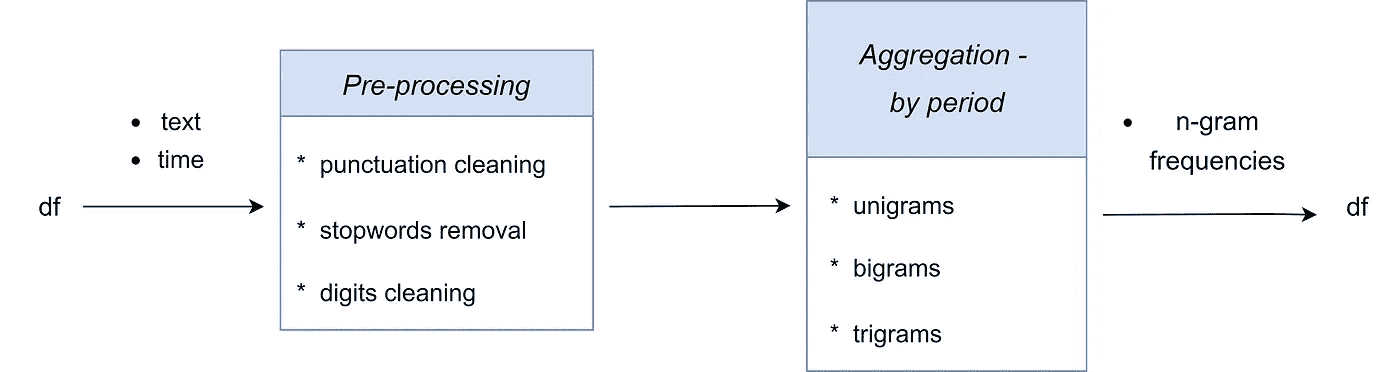 df
• text
• time
Pre-processing
* punctuation cleaning
* stopwords removal
* digits cleaning
Aggregation -
by period
* unigrams
* bigrams
* trigrams
• n-gram
frequencies
df